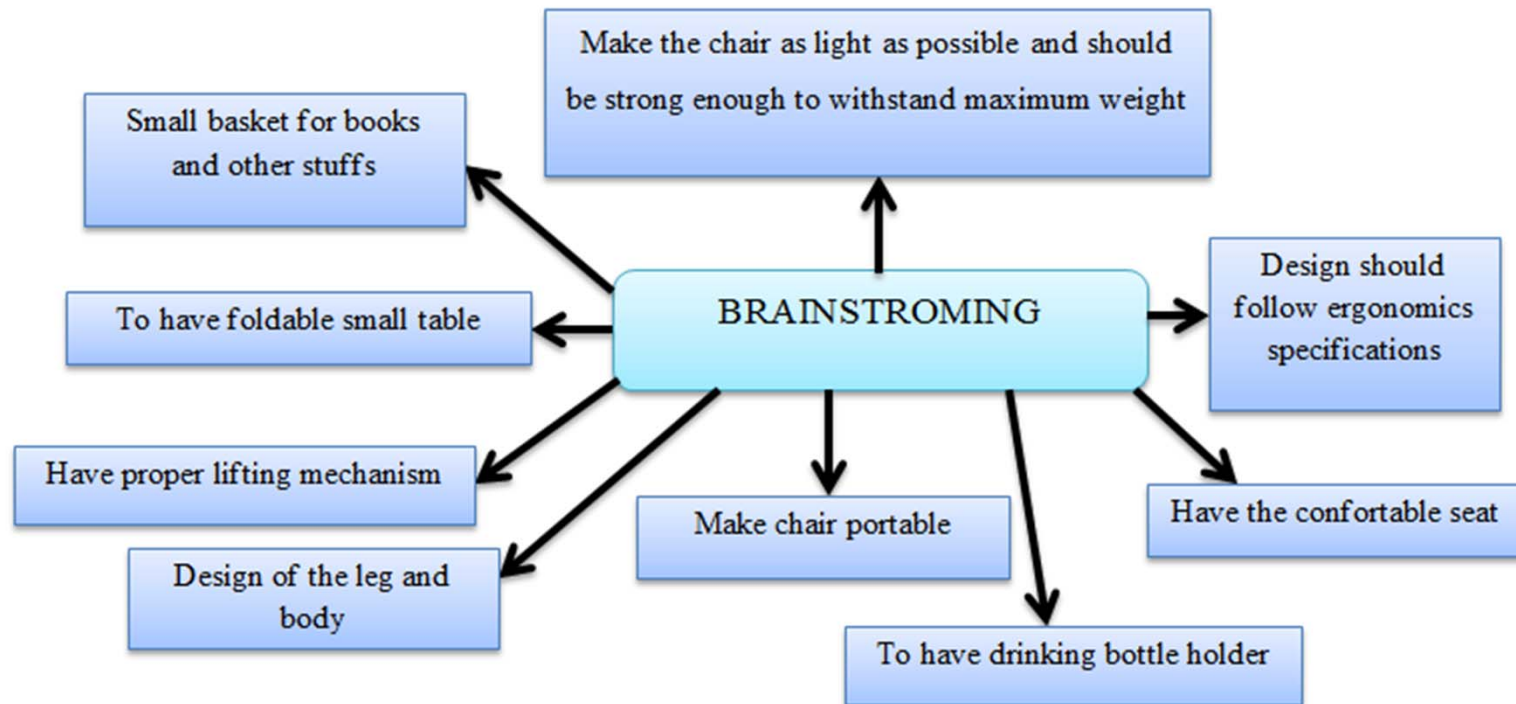 Make the chair as light as possible and should
be strong enough to withstand maximum weight
Small basket for books
and other stuffs
BRAINSTROMING
Design should
follow ergonomics
specifications
To have foldable small table
Have proper lifting mechanism
Make chair portable
Have the confortable seat
Design of the leg and
body
To have drinking bottle holder